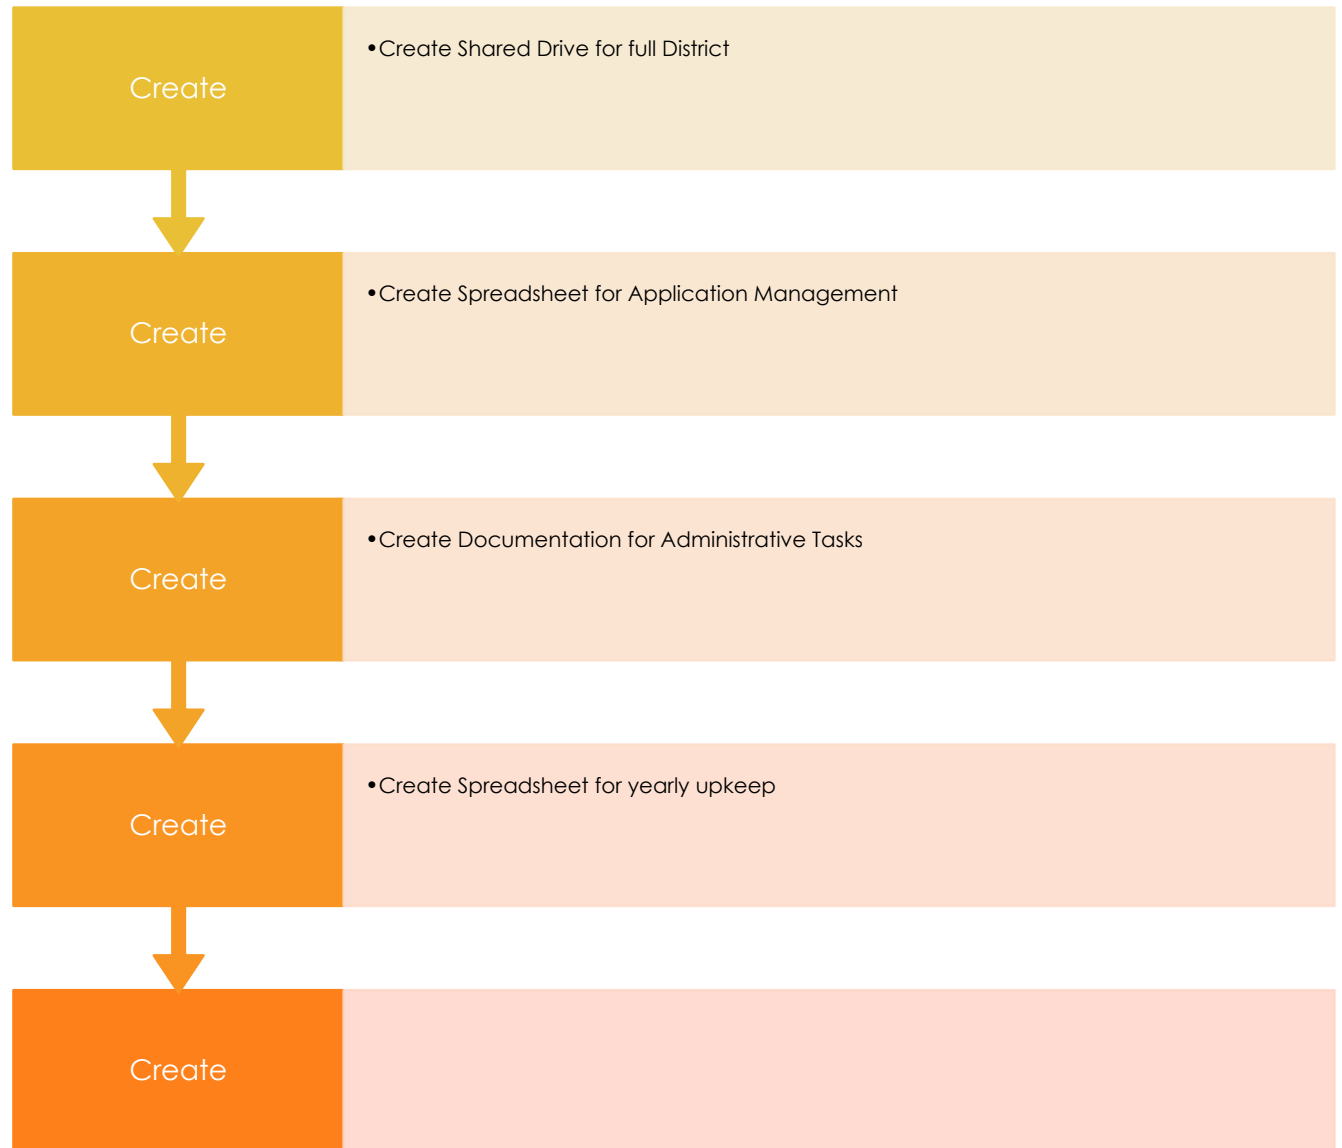 Create
•Create Shared Drive for full District
Create
•Create Spreadsheet for Application Management
Create
•Create Documentation for Administrative Tasks
Create
•Create Spreadsheet for yearly upkeep
Create